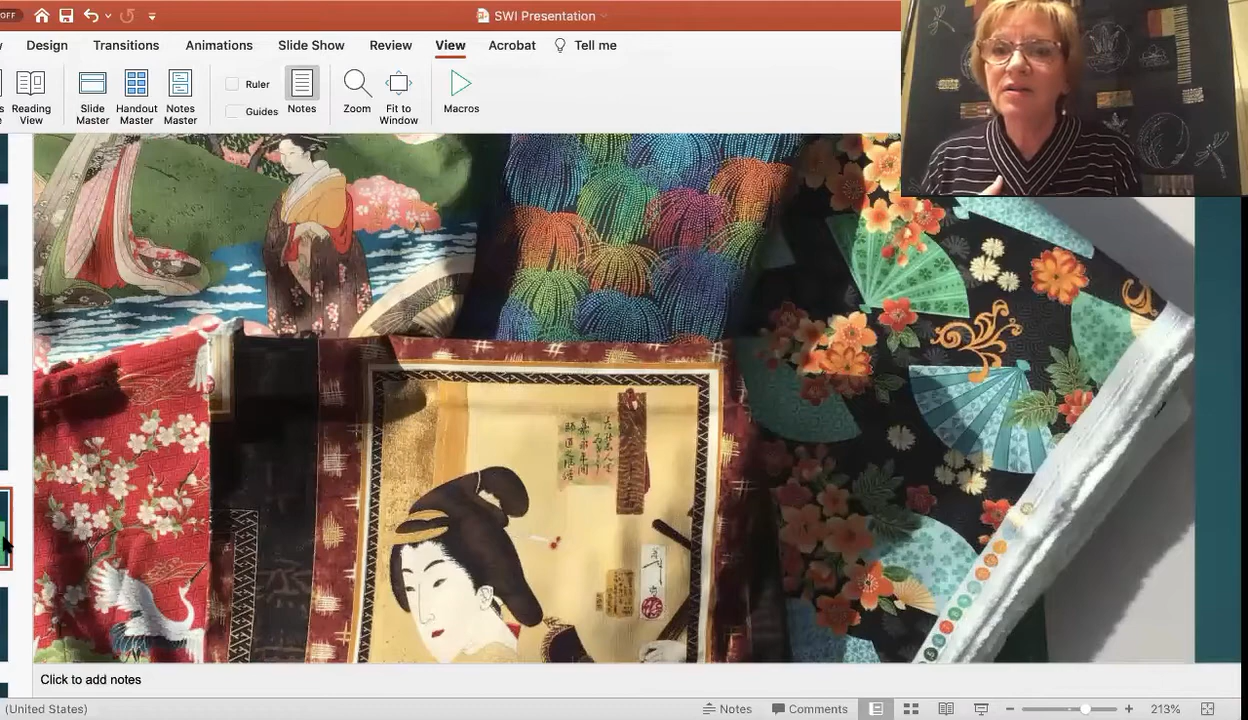 OFF
SWI Presentation
Design Transitions Animations Slide Show Review View Acrobat Tell me
Reading View
Slide Master
Handout Master
Notes Master
Ruler
Guides
Notes
Zoom
Fit to Window
Macros
Click to add notes
(United States)
Notes
Comments
213%